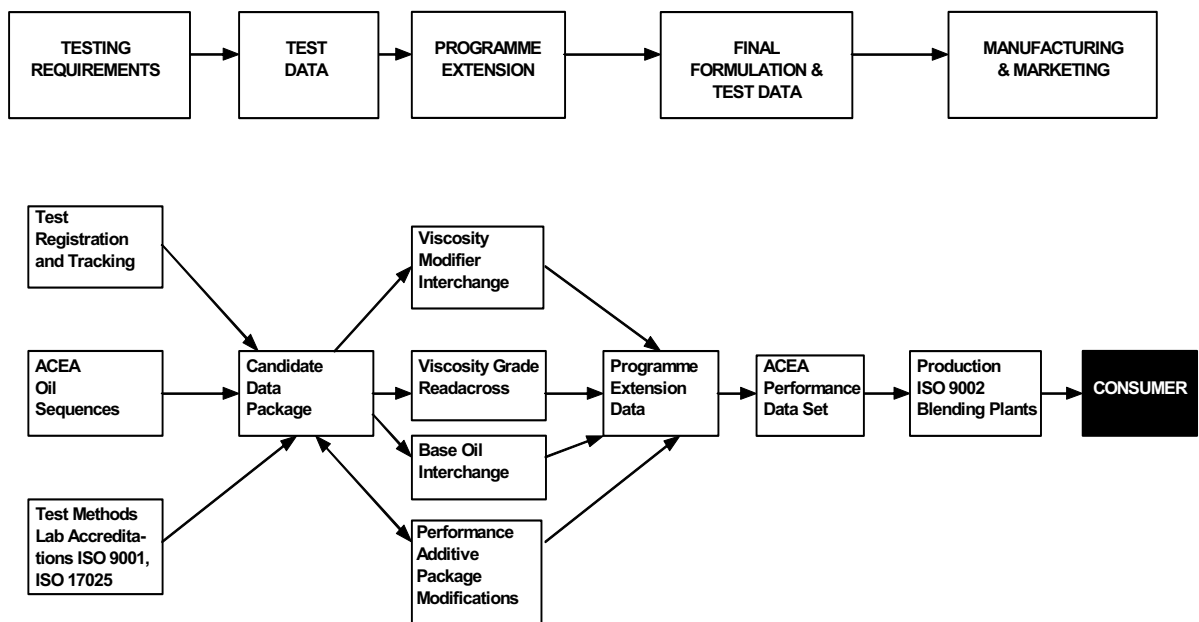 TESTING
REQUIREMENTS
TEST
DATA
PROGRAMME
EXTENSION
FINAL
FORMULATION &
TEST DATA
MANUFACTURING
& MARKETING
Test
Registration
and Tracking
ACEA
Oil
Sequences
Test Methods
Lab Accredita-
tions ISO 9001,
ISO 17025
Candidate
Data
Package
Viscosity
Modifier
Interchange
Viscosity Grade
Readacross
Base Oil
Interchange
Performance
Additive
Package
Modifications
Programme
Extension
Data
ACEA
Performance
Data Set
Production
ISO 9002
Blending Plants
CONSUMER